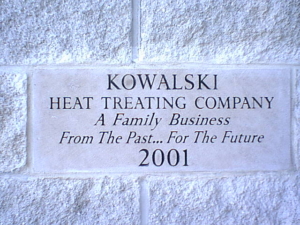 KOWALSKI
HEAT TREATING COMPANY
A Family Business
From The Past... For The Future
2001